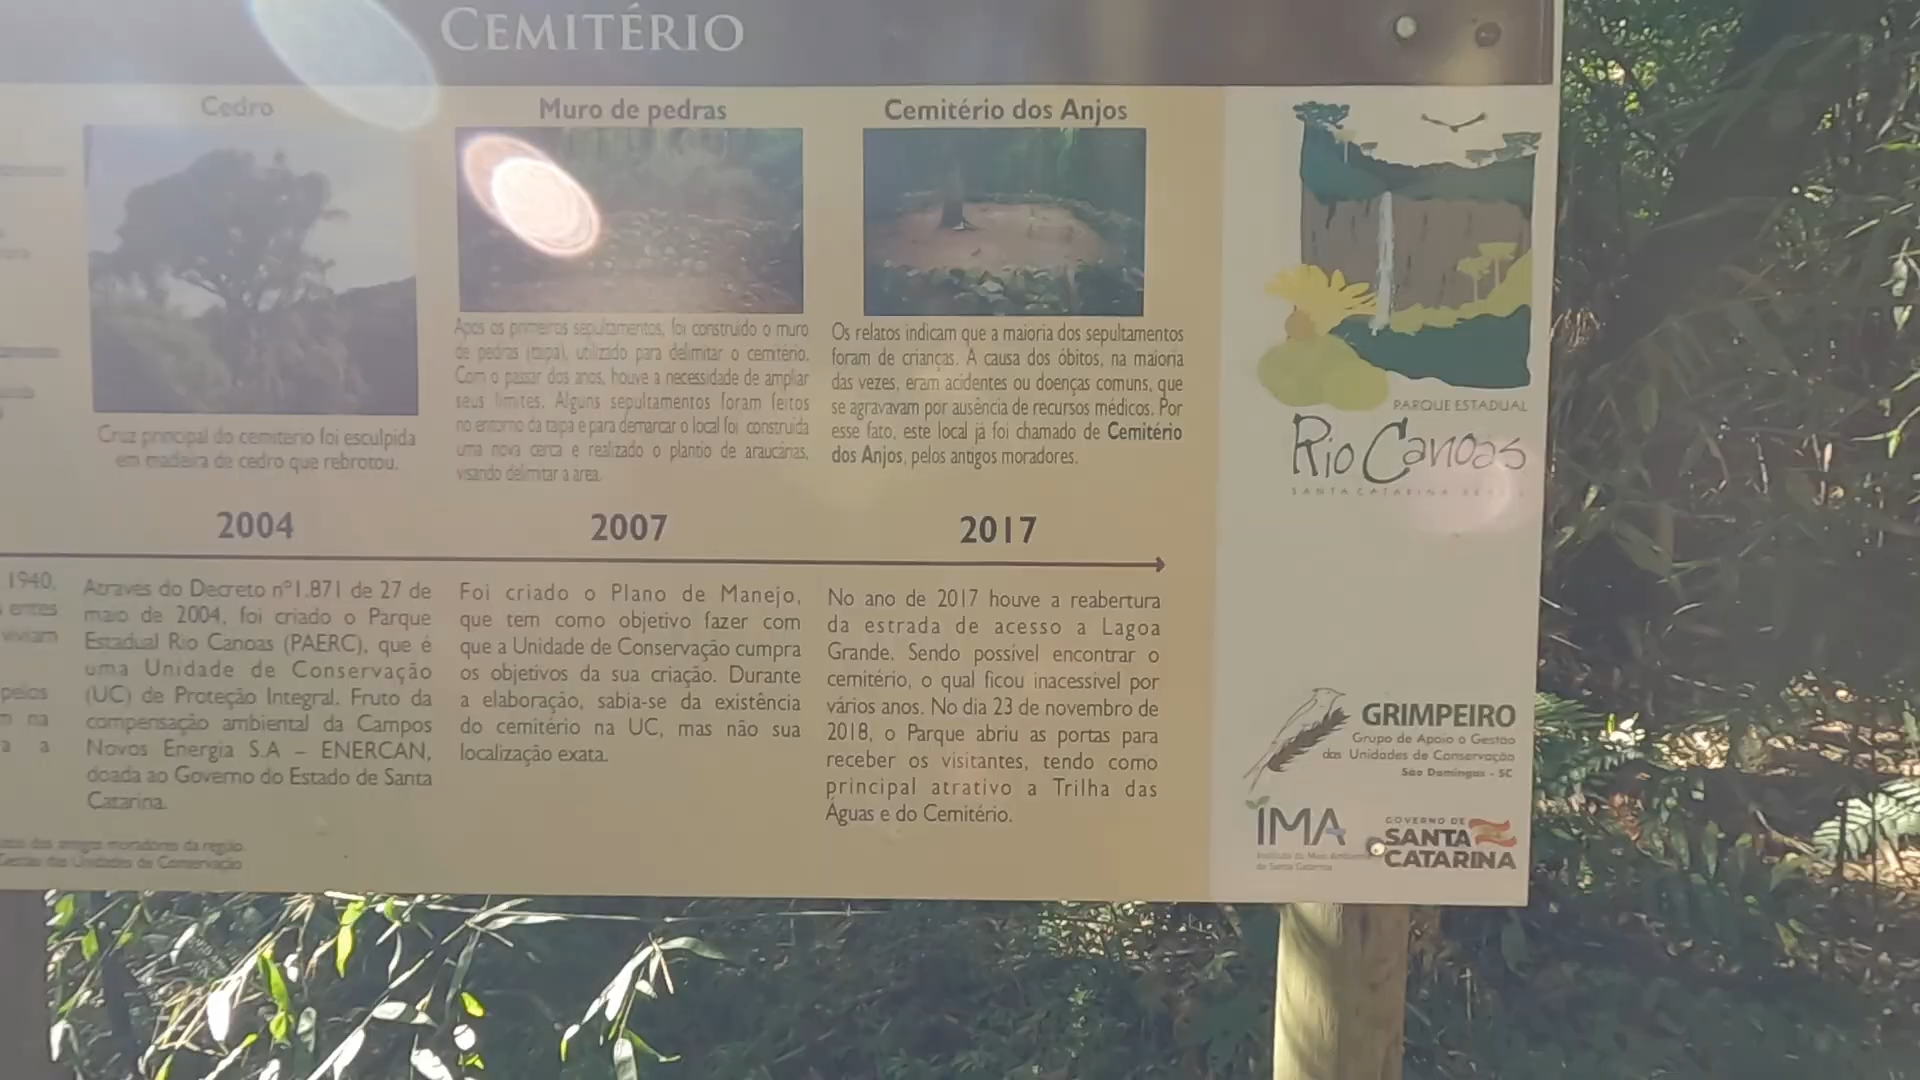 CEMITÉRIO
Cedro
Cruz principal do cemitério foi esculpida
em madeira de cedro que rebrotou.
Muro de pedras
Após os primeiros sepultamentos, foi construído o muro
de pedras (taipa), utilizado para delimitar o cemitério.
Com o passar dos anos, houve a necessidade de ampliar
seus limites. Alguns sepultamentos foram feitos
no entorno da taipa e para demarcar o local foi construída
uma nova cerca e realizado o plantio de araucárias,
visando delimitar a área.
Cemitério dos Anjos
Os relatos indicam que a maioria dos sepultamentos
foram de crianças. A causa dos óbitos, na maioria
das vezes, eram acidentes ou doenças comuns, que
se agravavam por ausência de recursos médicos. Por
esse fato, este local já foi chamado de Cemitério
dos Anjos, pelos antigos moradores.
1940,
entes
viviam
pelos
na
a a
2004
Através do Decreto nº1.871 de 27 de
maio de 2004, foi criado o Parque
Estadual Rio Canoas (PAERC), que é
uma Unidade de Conservação
(UC) de Proteção Integral. Fruto da
compensação ambiental da Campos
Novos Energia S.A – ENERCAN,
doada ao Governo do Estado de Santa
Catarina.
2007
Foi criado o Plano de Manejo,
que tem como objetivo fazer com
que a Unidade de Conservação cumpra
os objetivos da sua criação. Durante
a elaboração, sabia-se da existência
do cemitério na UC, mas não sua
localização exata.
2017
No ano de 2017 houve a reabertura
da estrada de acesso a Lagoa
Grande. Sendo possível encontrar o
cemitério, o qual ficou inacessível por
vários anos. No dia 23 de novembro de
2018, o Parque abriu as portas para
receber os visitantes, tendo como
principal atrativo a Trilha das
Águas e do Cemitério.
dos antigos moradores da região.
Gestão das Unidades de Conservação
PARQUE ESTADUAL
Rio Canoas
SANTA CATARINA BRASIL
GRIMPEIRO
Grupo de Apoio a Gestão
das Unidades de Conservação
São Domingos - SC
IMA
Instituto do Meio Ambiente
de Santa Catarina
GOVERNO DE
SANTA
CATARINA